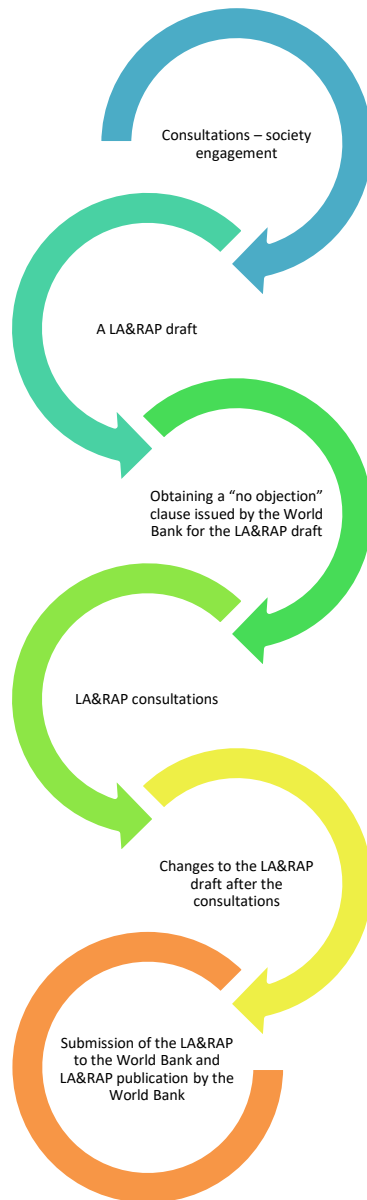 Consultations – society
engagement
A LA&RAP draft
Obtaining a “no objection”
clause issued by the World
Bank for the LA&RAP draft
LA&RAP consultations
Changes to the LA&RAP
draft after the
consultations
Submission of the LA&RAP
to the World Bank and
LA&RAP publication by the
World Bank